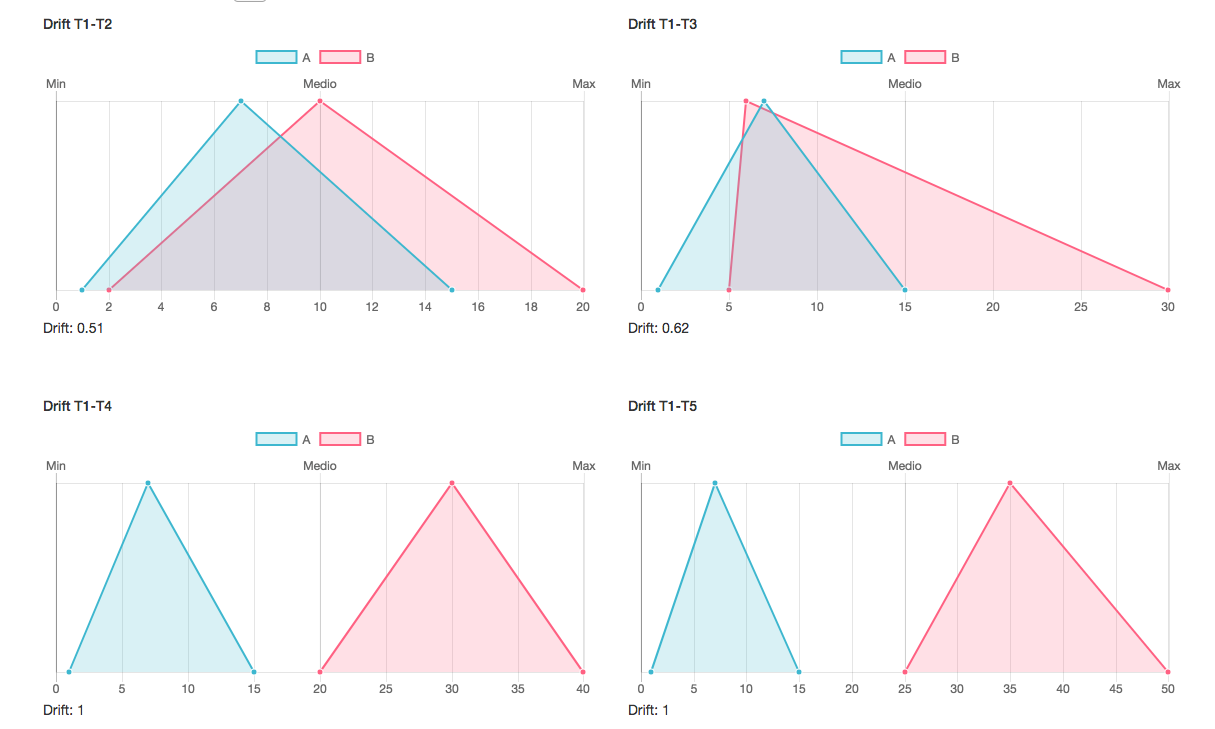 Drift T1-T2
A B
Min Medio Max
0 2 4 6 8 10 12 14 16 18 20
Drift: 0.51
Drift T1-T3
A B
Min Medio Max
0 5 10 15 20 25 30
Drift: 0.62
Drift T1-T4
A B
Min Medio Max
0 5 10 15 20 25 30 35 40
Drift: 1
Drift T1-T5
A B
Min Medio Max
0 5 10 15 20 25 30 35 40 45 50
Drift: 1